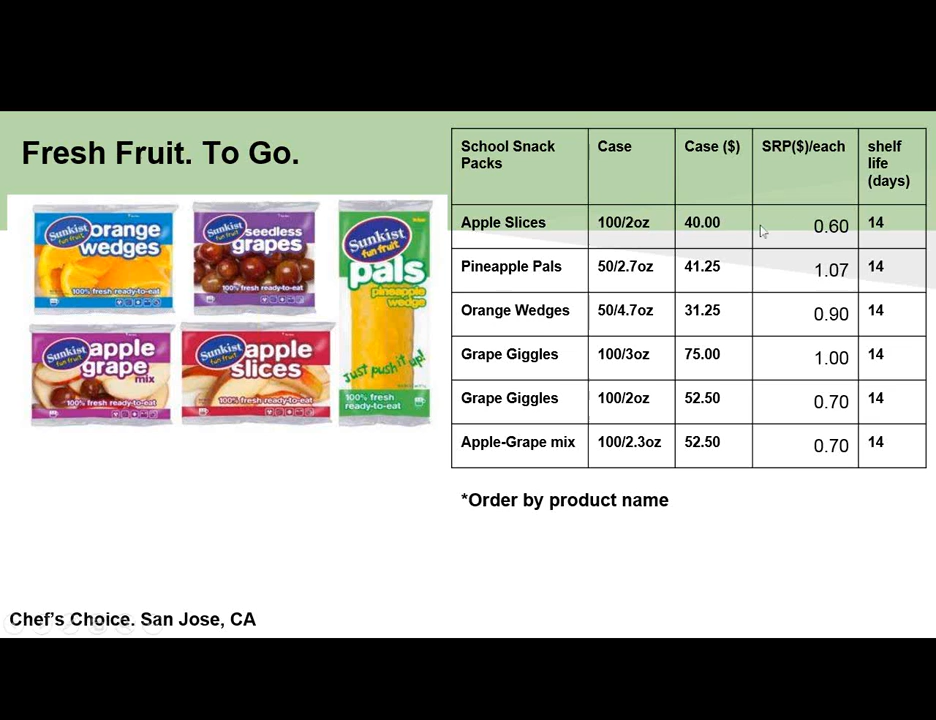 Fresh Fruit. To Go.
Sunkist
fun fruit
orange
wedges
100% fresh ready-to-eat
Sunkist
fun fruit
seedless
grapes
100% fresh ready-to-eat
Sunkist
fun fruit
pals
pineapple
wedge
just push it up!
100% fresh
ready-to-eat
Sunkist
fun fruit
apple
grape
mix
100% fresh ready-to-eat
Sunkist
fun fruit
apple
slices
100% fresh ready-to-eat
School Snack Packs Case Case ($) SRP($)/each shelf life (days)
Apple Slices 100/2oz 40.00 0.60 14
Pineapple Pals 50/2.7oz 41.25 1.07 14
Orange Wedges 50/4.7oz 31.25 0.90 14
Grape Giggles 100/3oz 75.00 1.00 14
Grape Giggles 100/2oz 52.50 0.70 14
Apple-Grape mix 100/2.3oz 52.50 0.70 14
*Order by product name
Chef's Choice. San Jose, CA